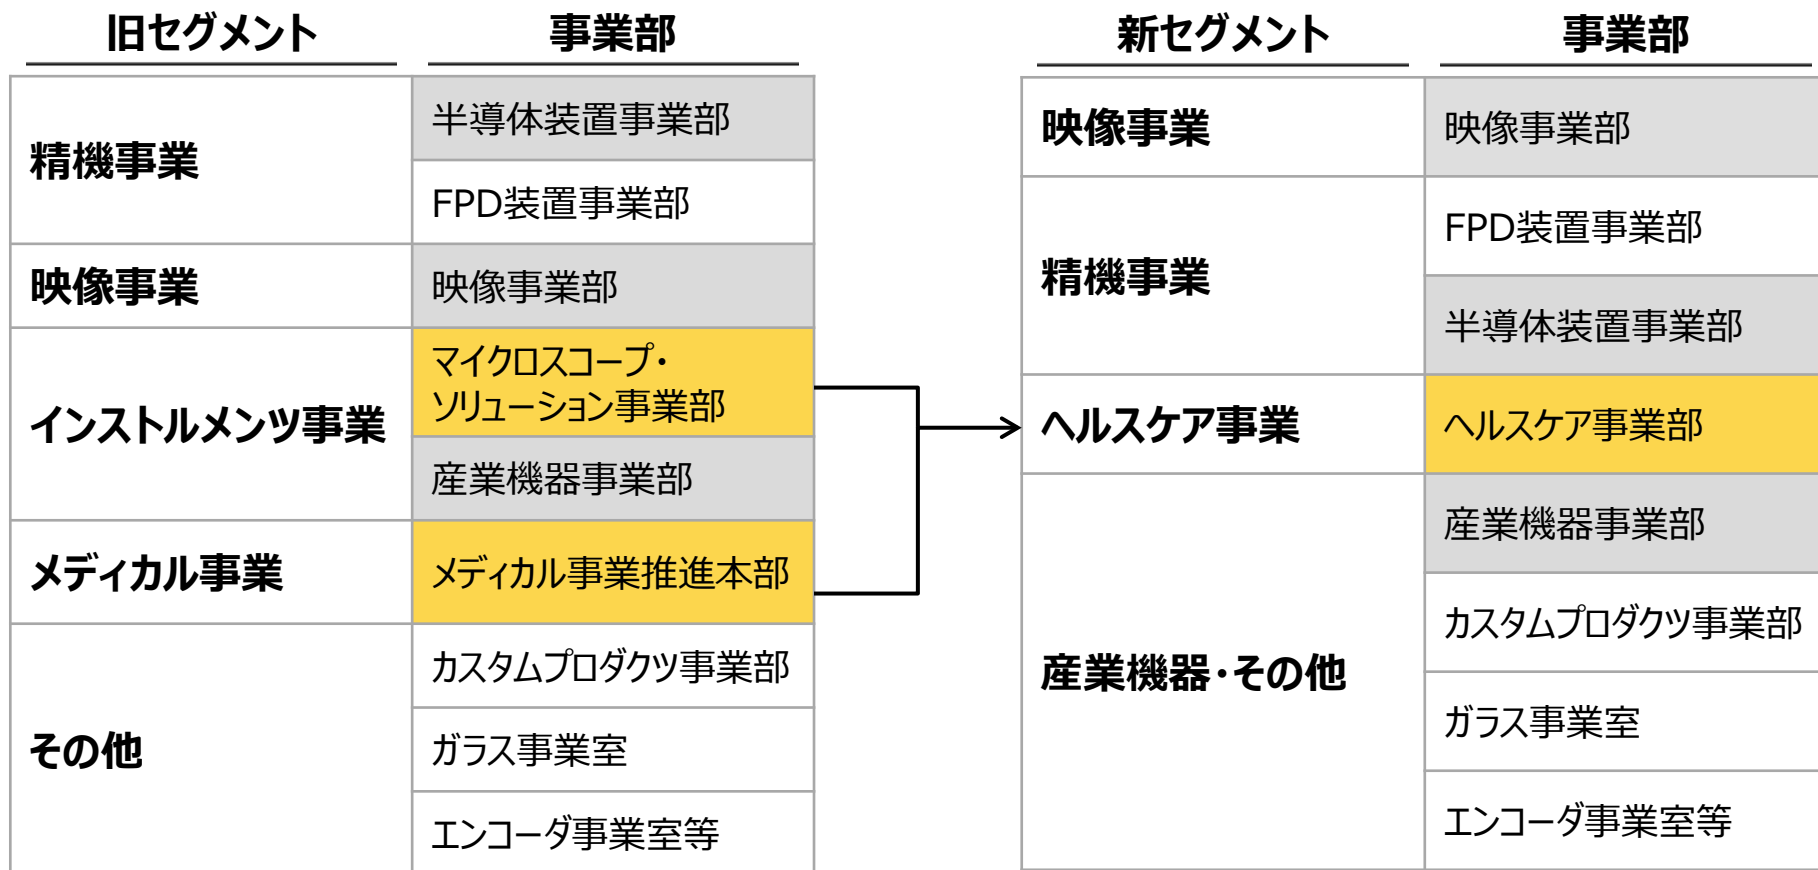 旧セグメント
事業部
精機事業
半導体装置事業部
FPD装置事業部
映像事業
映像事業部
インストルメンツ事業
マイクロスコープ・
ソリューション事業部
産業機器事業部
メディカル事業
メディカル事業推進本部
その他
カスタムプロダクツ事業部
ガラス事業室
エンコーダ事業室等
新セグメント
事業部
映像事業
映像事業部
精機事業
FPD装置事業部
半導体装置事業部
ヘルスケア事業
ヘルスケア事業部
産業機器・その他
産業機器事業部
カスタムプロダクツ事業部
ガラス事業室
エンコーダ事業室等